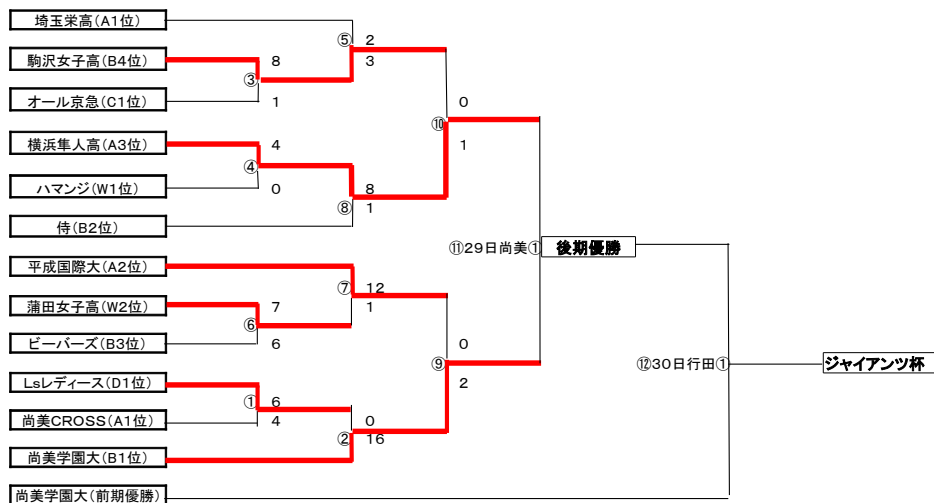 埼玉栄高(A1位)
⑤
2
3
駒沢女子高(B4位)
③
8
1
オール京急(C1位)
⑩
0
1
横浜隼人高(A3位)
④
4
0
ハマンジ(W1位)
⑧
8
1
侍(B2位)
⑪29日尚美①
後期優勝
平成国際大(A2位)
⑦
12
1
蒲田女子高(W2位)
⑥
7
6
ビーバーズ(B3位)
⑨
0
2
⑫30日行田①
ジャイアンツ杯
Lsレディース(D1位)
①
6
4
尚美CROSS(A1位)
②
0
16
尚美学園大(B1位)
尚美学園大(前期優勝)